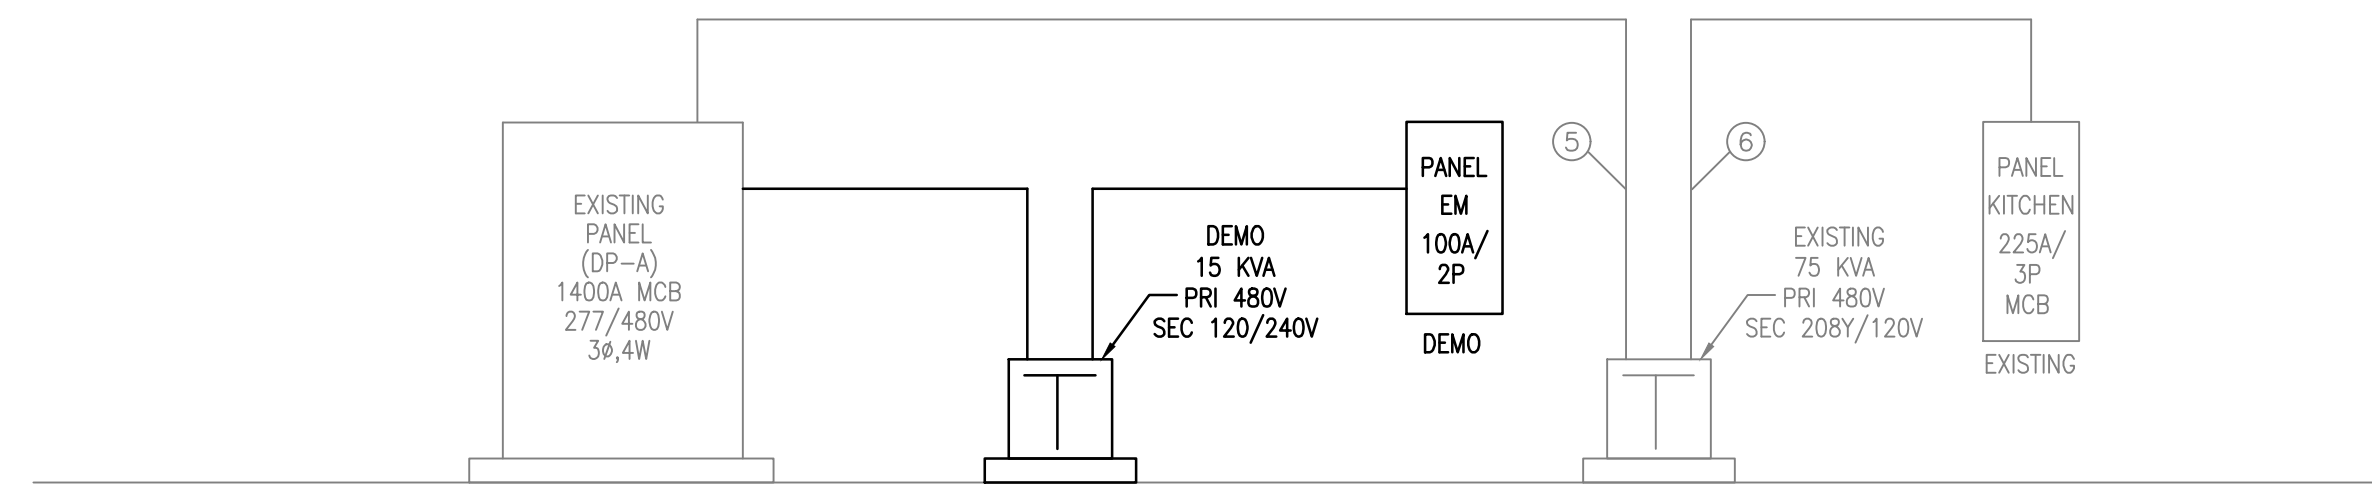 EXISTING
PANEL
(DP-A)
1400A MCB
277/480V
3ø,4W
DEMO
15 KVA
PRI 480V
SEC 120/240V
PANEL
EM
100A/
2P
DEMO
5
6
EXISTING
75 KVA
PRI 480V
SEC 208Y/120V
PANEL
KITCHEN
225A/
3P
MCB
EXISTING